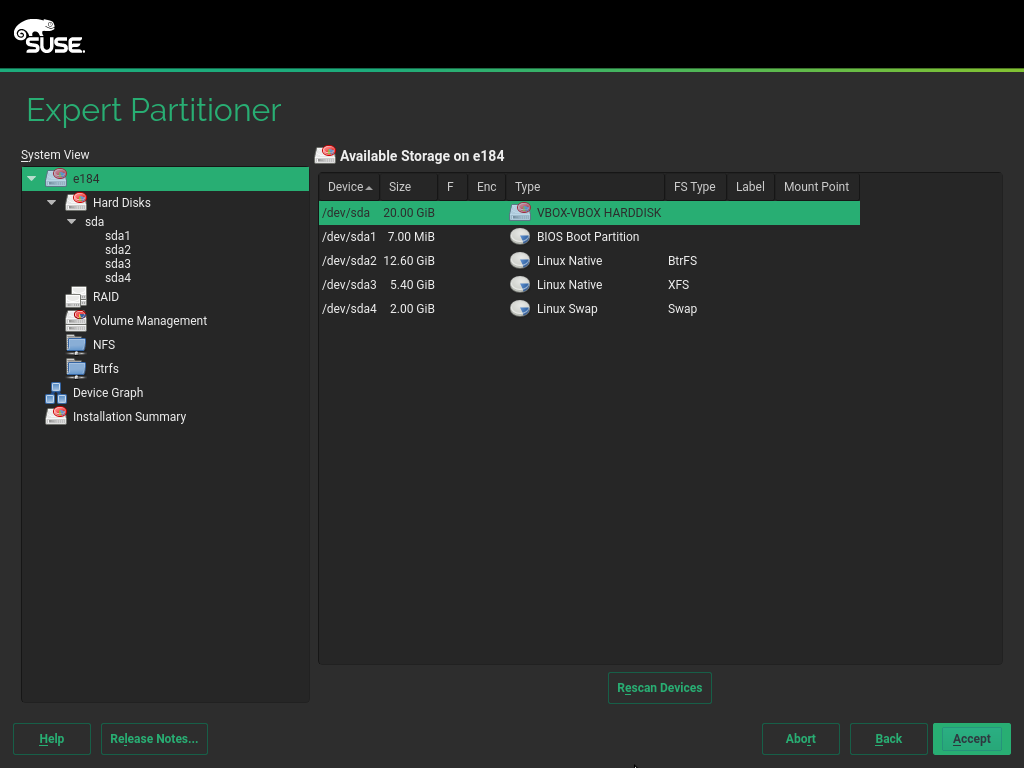 SUSE.
Expert Partitioner
System View
e184
Hard Disks
sda
sda1
sda2
sda3
sda4
RAID
Volume Management
NFS
Btrfs
Device Graph
Installation Summary
Available Storage on e184
Device Size F Enc Type FS Type Label Mount Point
/dev/sda 20.00 GiB VBOX-VBOX HARDDISK
/dev/sda1 7.00 MiB BIOS Boot Partition
/dev/sda2 12.60 GiB Linux Native BtrFS
/dev/sda3 5.40 GiB Linux Native XFS
/dev/sda4 2.00 GiB Linux Swap Swap
Rescan Devices
Help Release Notes... Abort Back Accept